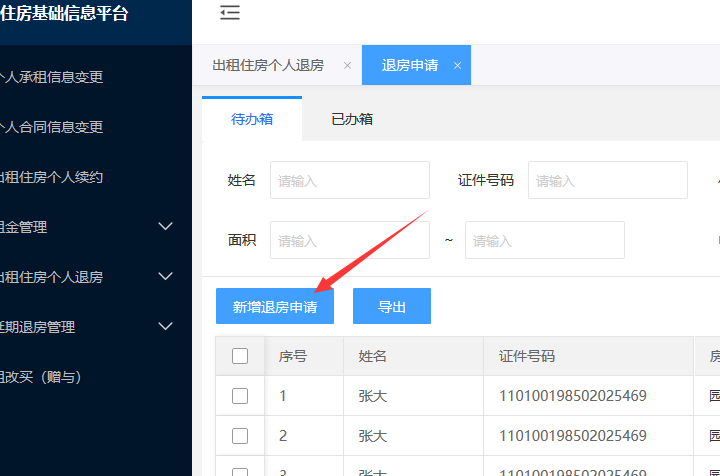 住房基础信息平台
个人承租信息变更
个人合同信息变更
出租住房个人续约
租金管理
出租住房个人退房
延期退房管理
租改买（赠与）
出租住房个人退房 ×
退房申请 ×
待办箱
已办箱
姓名 请输入
证件号码 请输入
面积 请输入 ~ 请输入
新增退房申请
导出
序号 姓名 证件号码
1 张大 110100198502025469 园
2 张大 110100198502025469 园